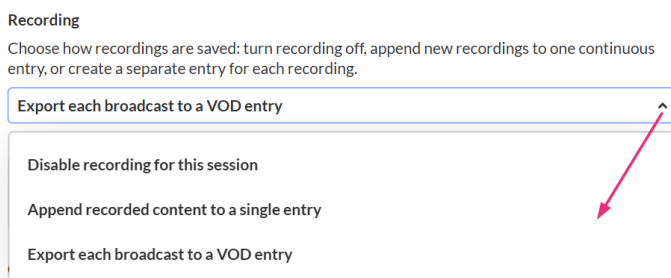 Recording
Choose how recordings are saved: turn recording off, append new recordings to one continuous
entry, or create a separate entry for each recording.
Export each broadcast to a VOD entry
Disable recording for this session
Append recorded content to a single entry
Export each broadcast to a VOD entry